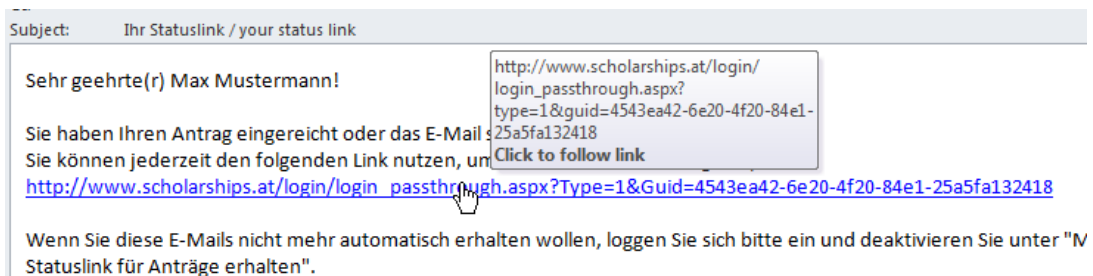 Subject: Ihr Statuslink / your status link
Sehr geehrte(r) Max Mustermann!
http://www.scholarships.at/login/
login_passthrough.aspx?
type=1&guid=4543ea42-6e20-4f20-84e1-
25a5fa132418
Click to follow link
Sie haben Ihren Antrag eingereicht oder das E-Mail
Sie können jederzeit den folgenden Link nutzen, um
http://www.scholarships.at/login/login_passthrough.aspx?Type=1&Guid=4543ea42-6e20-4f20-84e1-25a5fa132418
Wenn Sie diese E-Mails nicht mehr automatisch erhalten wollen, loggen Sie sich bitte ein und deaktivieren Sie unter "M
Statuslink für Anträge erhalten".